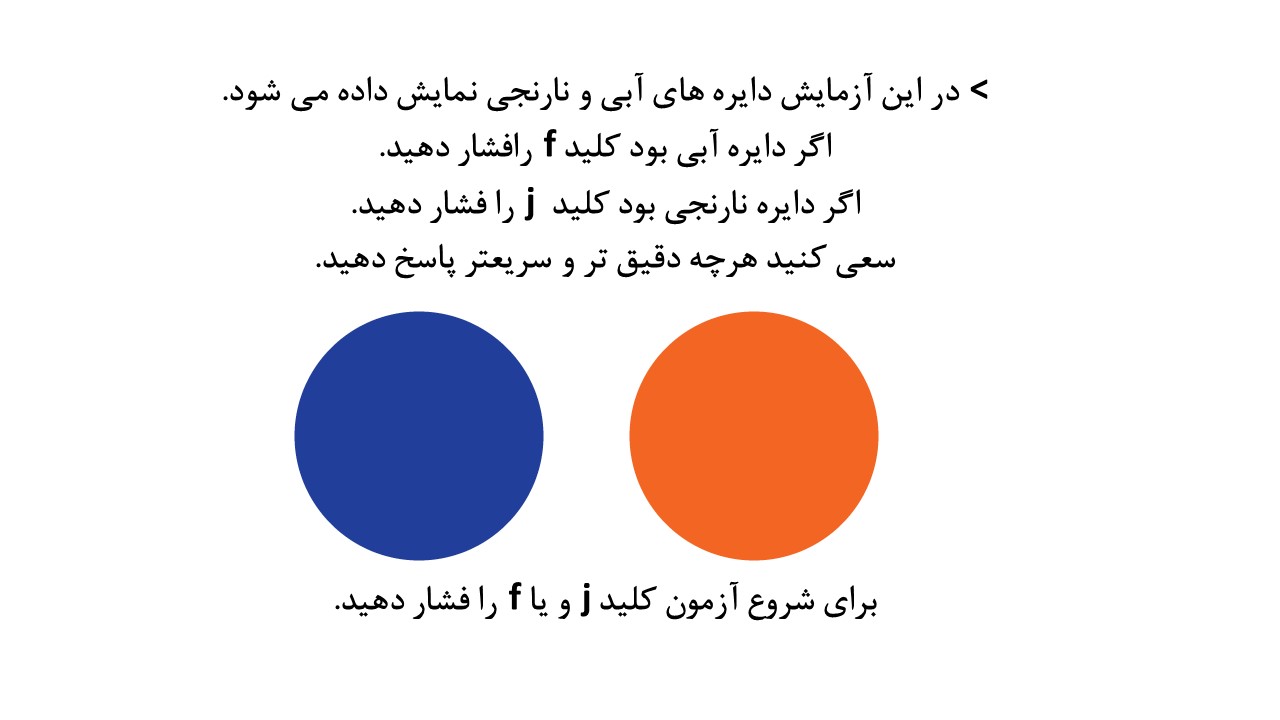 > در این آزمایش دایره های آبی و نارنجی نمایش داده می شود.
اگر دایره آبی بود کلید f رافشار دهید.
اگر دایره نارنجی بود کلید  j را فشار دهید.
سعی کنید هرچه دقیق تر و سریعتر پاسخ دهید.
برای شروع آزمون کلید j و یا f را فشار دهید.